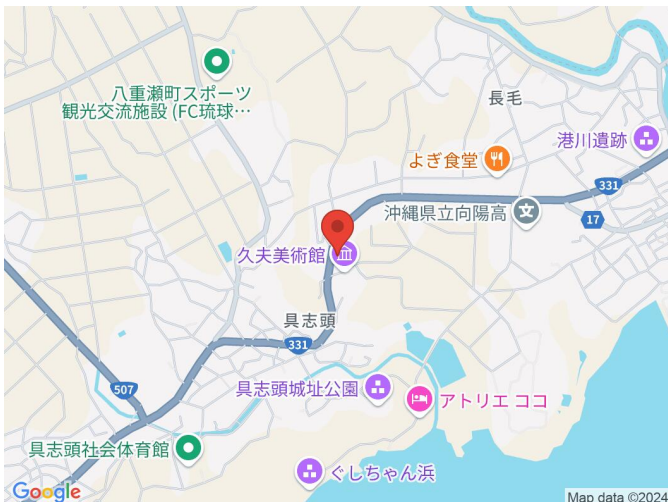 八重瀬町スポーツ
観光交流施設 (FC琉球…
長毛
港川遺跡
よぎ食堂
331
沖縄県立向陽高
17
久夫美術館
具志頭
331
507
具志頭城址公園
アトリエ ココ
具志頭社会体育館
ぐしちゃん浜
Google
Map data ©2024